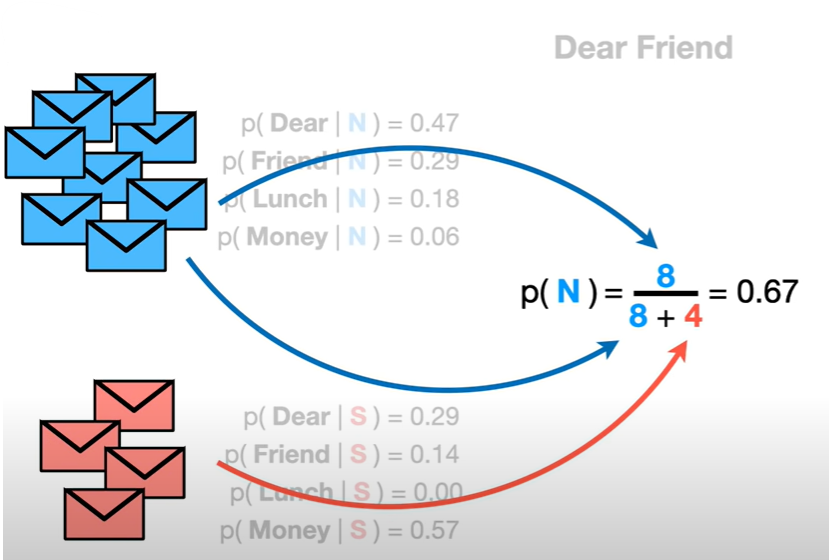 Dear Friend
p( Dear | N ) = 0.47
p( Friend | N ) = 0.29
p( Lunch | N ) = 0.18
p( Money | N ) = 0.06
p( N ) = 8 / 8 + 4 = 0.67
p( Dear | S ) = 0.29
p( Friend | S ) = 0.14
p( Lunch | S ) = 0.00
p( Money | S ) = 0.57